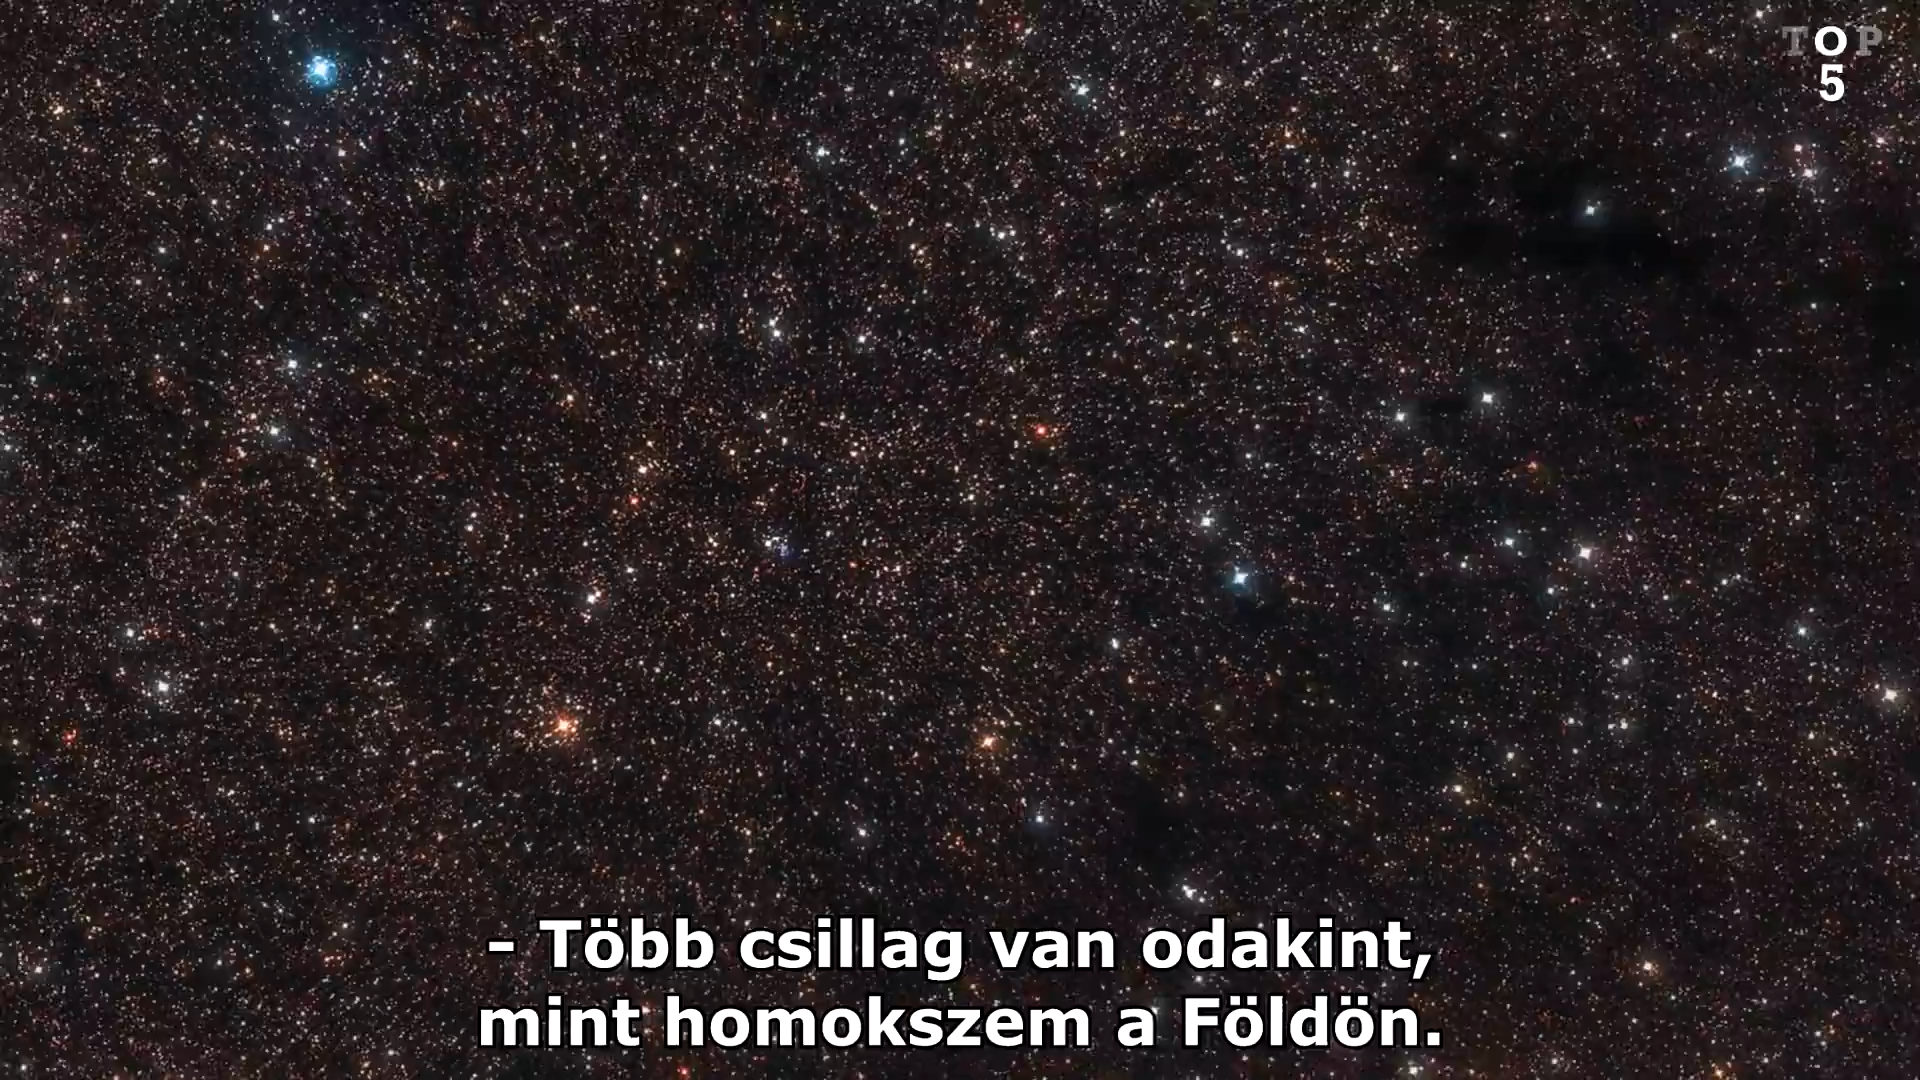 TOP
5
- Több csillag van odakint,
mint homokszem a Földön.